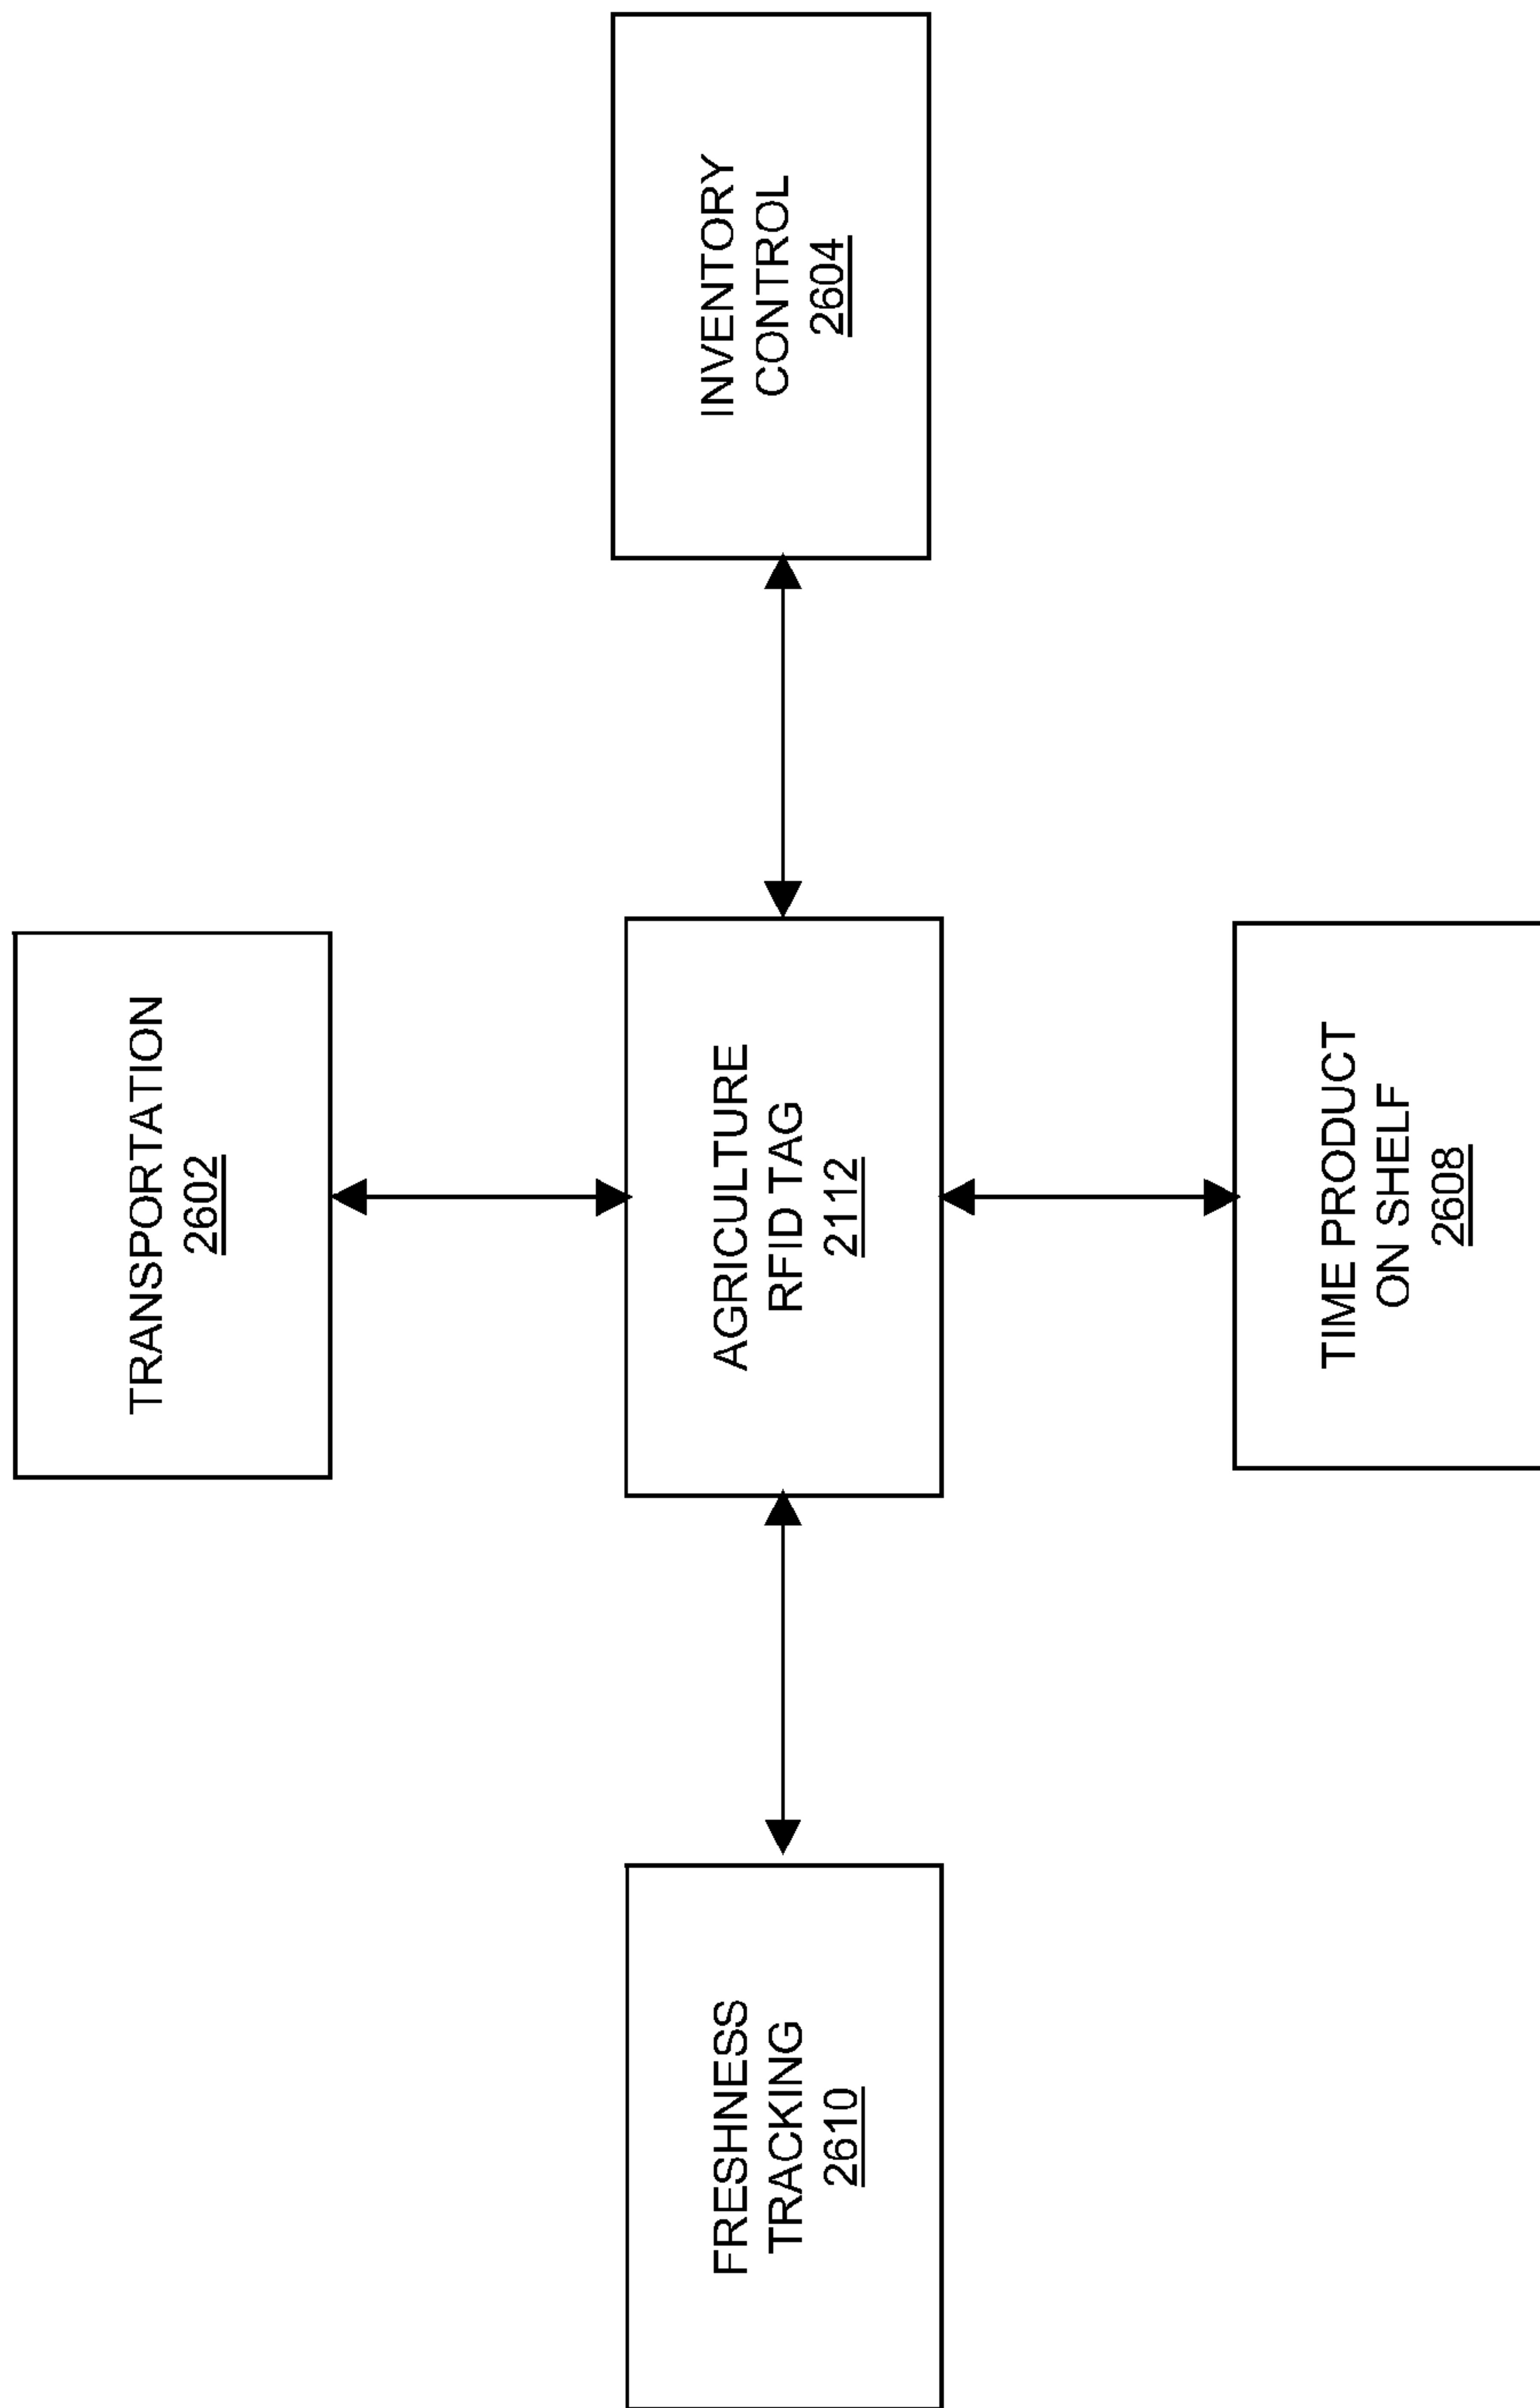 TRANSPORTATION
2602
FRESHNESS
TRACKING
2610
AGRICULTURE
RFID TAG
2112
INVENTORY
CONTROL
2604
TIME PRODUCT
ON SHELF
2608